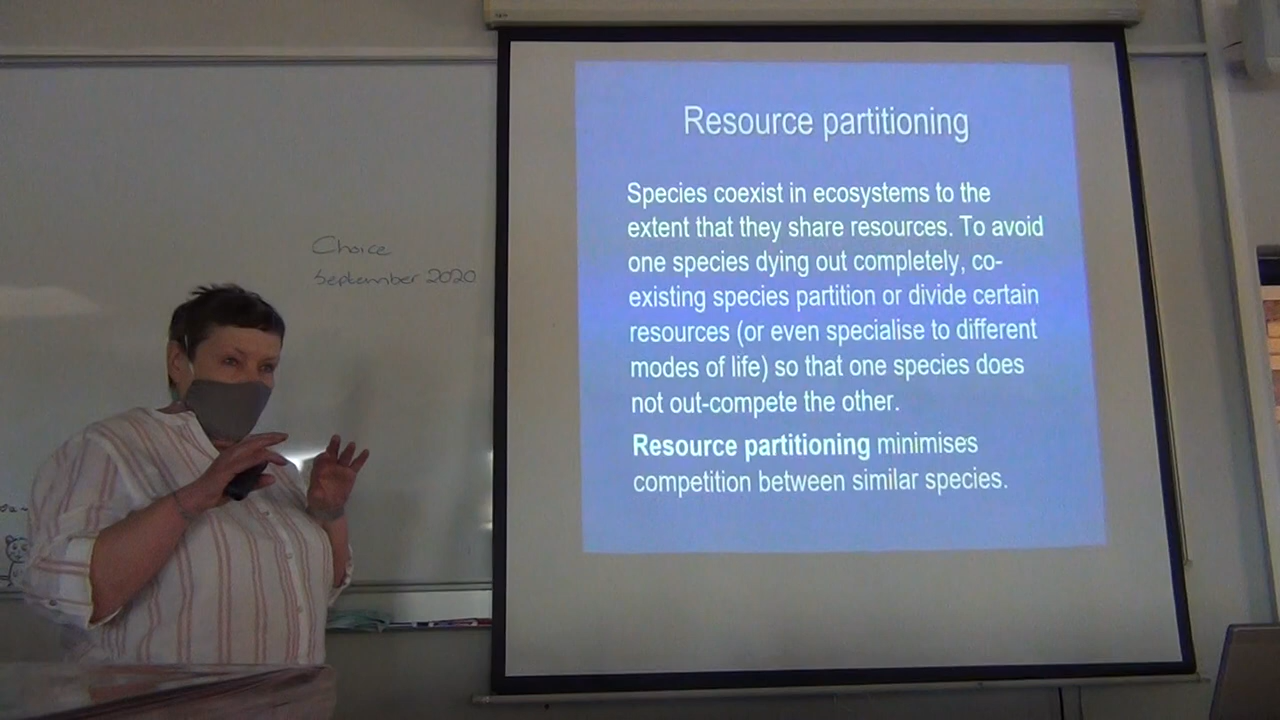 Choice
September 2020
Resource partitioning
Species coexist in ecosystems to the
extent that they share resources. To avoid
one species dying out completely, co-
existing species partition or divide certain
resources (or even specialise to different
modes of life) so that one species does
not out-compete the other.
Resource partitioning minimises
competition between similar species.